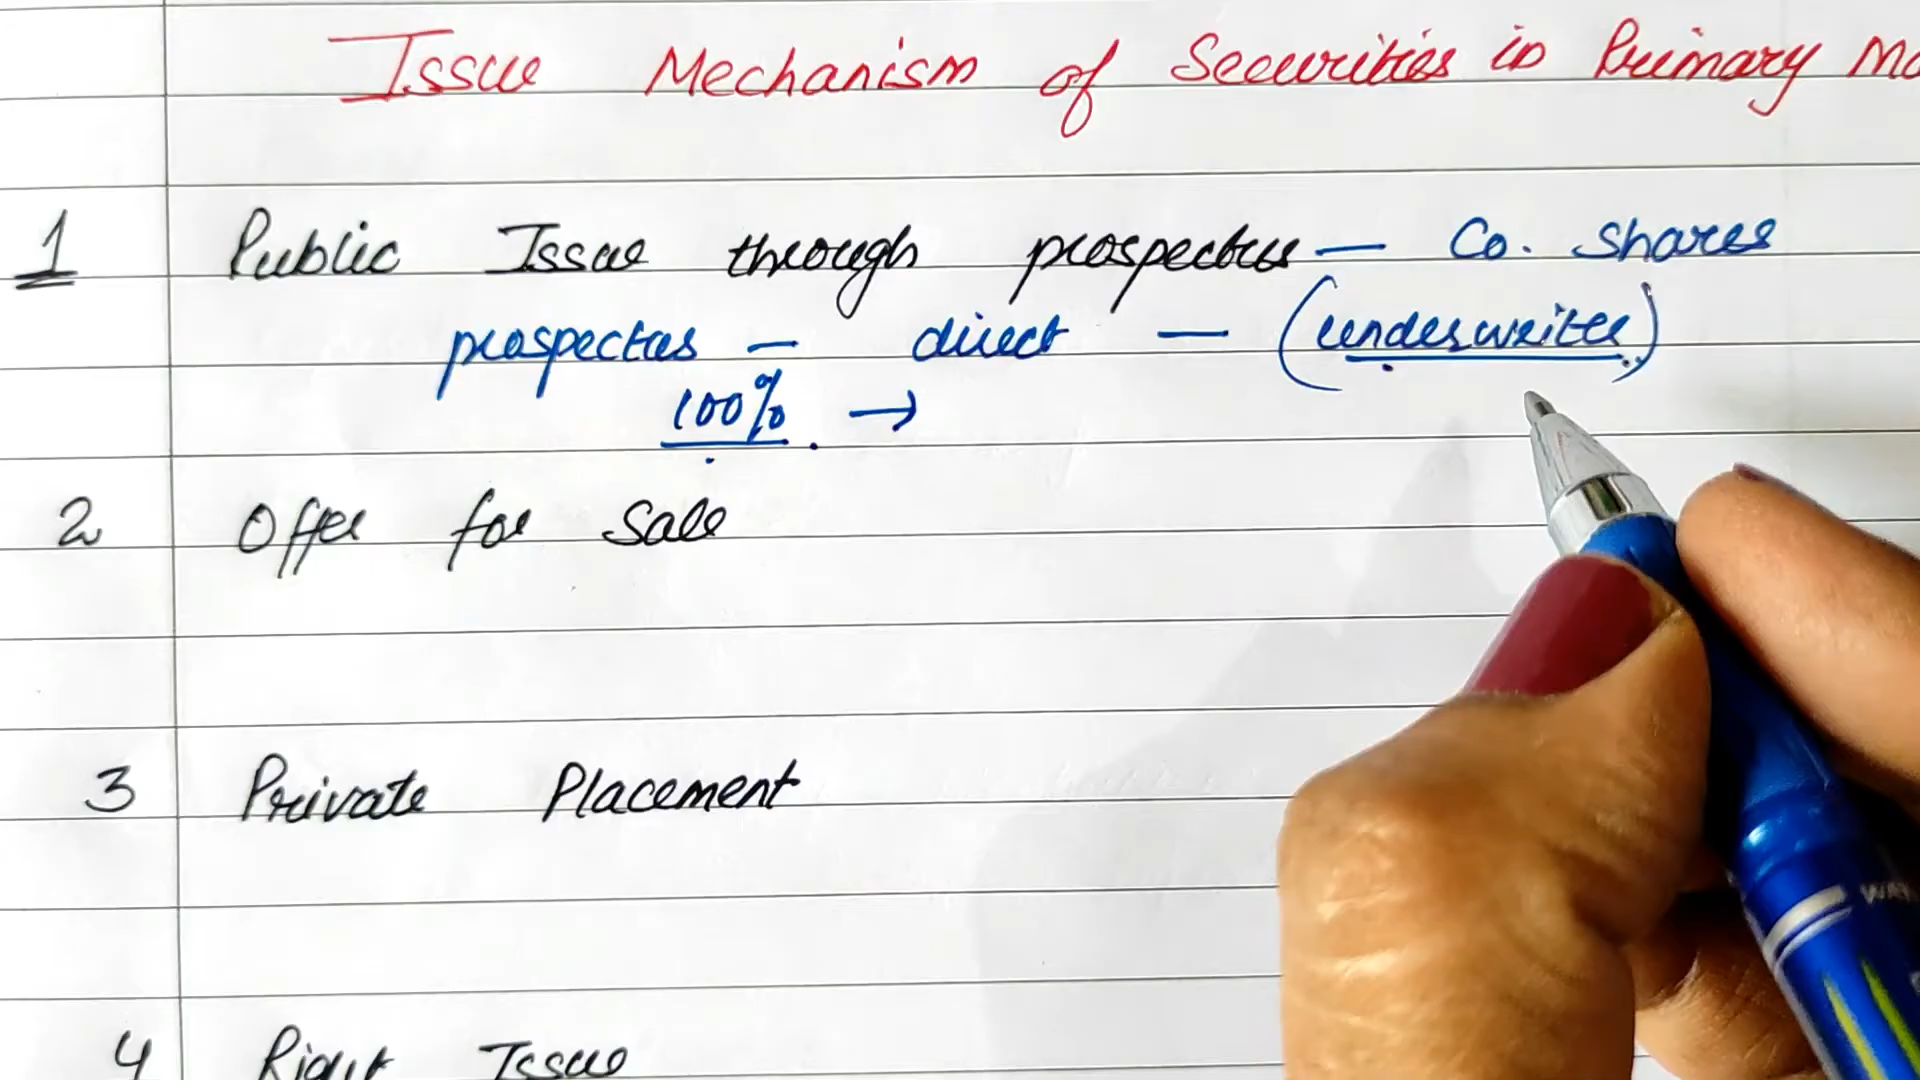 Issue Mechanism of Securities in Primary Ma
1 Public Issue through prospectus — Co. Shares
prospectus — direct — (underwriter)
100% . →
2 Offer for Sale
3 Private Placement
4 Right Issue